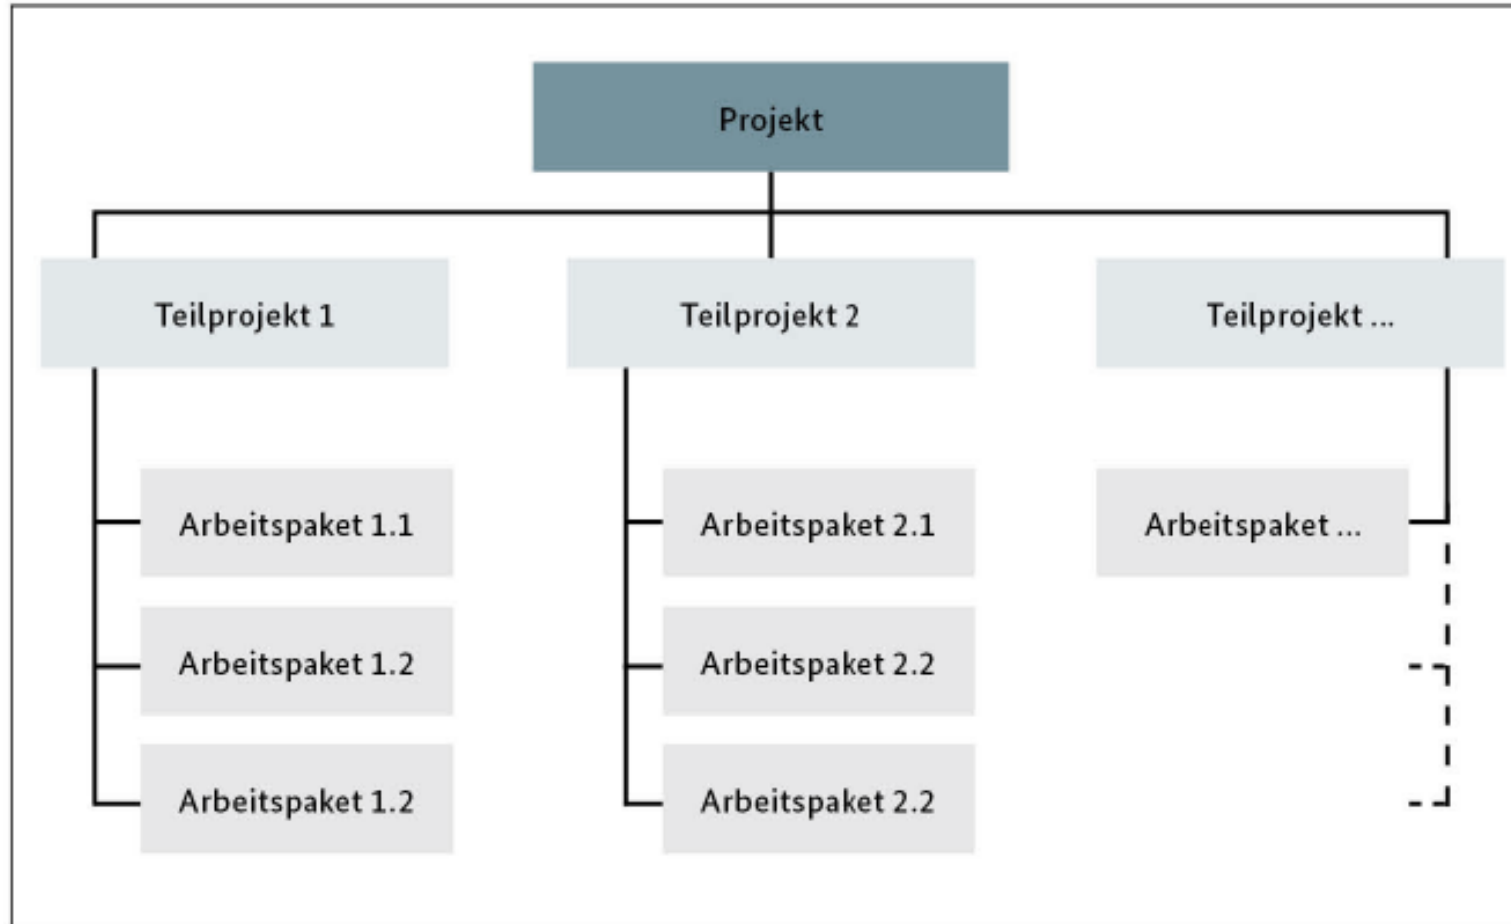 Projekt
Teilprojekt 1
Teilprojekt 2
Teilprojekt ...
Arbeitspaket 1.1
Arbeitspaket 2.1
Arbeitspaket ...
Arbeitspaket 1.2
Arbeitspaket 2.2
Arbeitspaket 1.2
Arbeitspaket 2.2